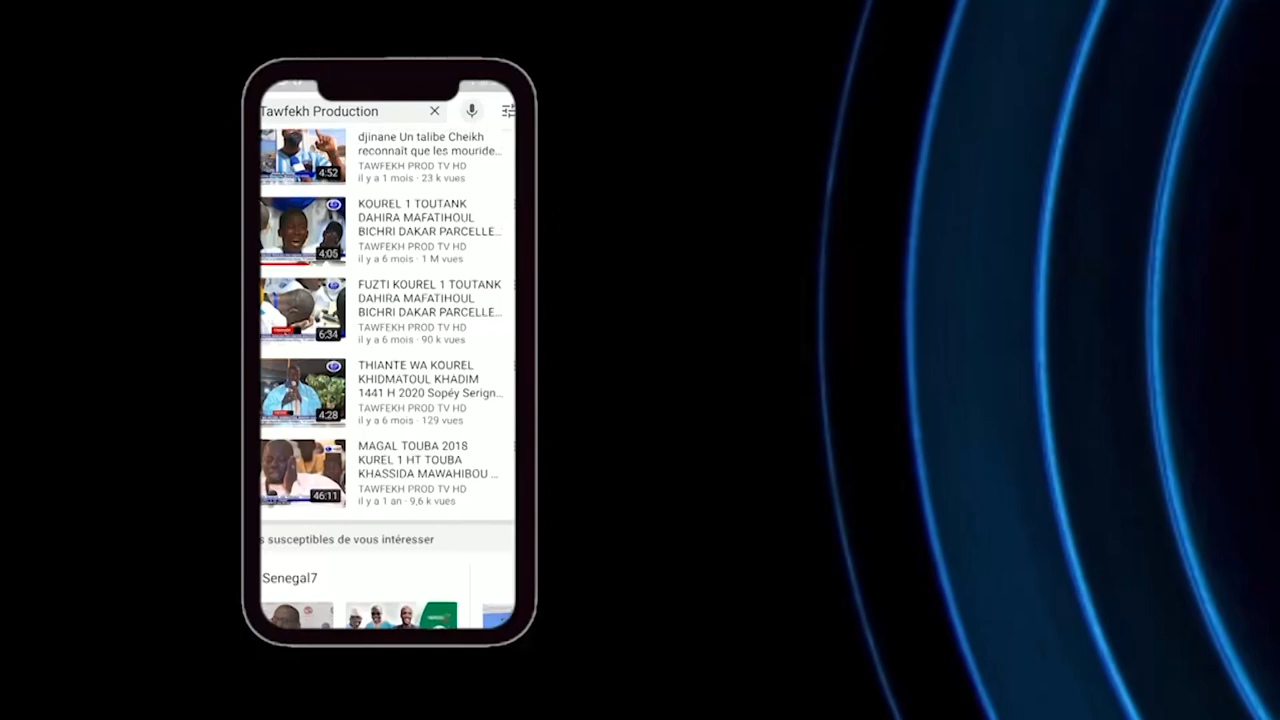 Tawfekh Production
djinane Un talibe Cheikh
reconnaît que les mouride...
TAWFEKH PROD TV HD
il y a 1 mois · 23 k vues
4:52
KOUREL 1 TOUTANK
DAHIRA MAFATIHOUL
BICHRI DAKAR PARCELLE...
TAWFEKH PROD TV HD
il y a 6 mois · 1 M vues
4:05
FUZTI KOUREL 1 TOUTANK
DAHIRA MAFATIHOUL
BICHRI DAKAR PARCELLE...
TAWFEKH PROD TV HD
il y a 6 mois · 90 k vues
6:34
THIANTE WA KOUREL
KHIDMATOUL KHADIM
1441 H 2020 Sopéy Serign...
TAWFEKH PROD TV HD
il y a 6 mois · 129 vues
4:28
MAGAL TOUBA 2018
KUREL 1 HT TOUBA
KHASSIDA MAWAHIBOU ...
TAWFEKH PROD TV HD
il y a 1 an · 9,6 k vues
46:11
s susceptibles de vous intéresser
Senegal7